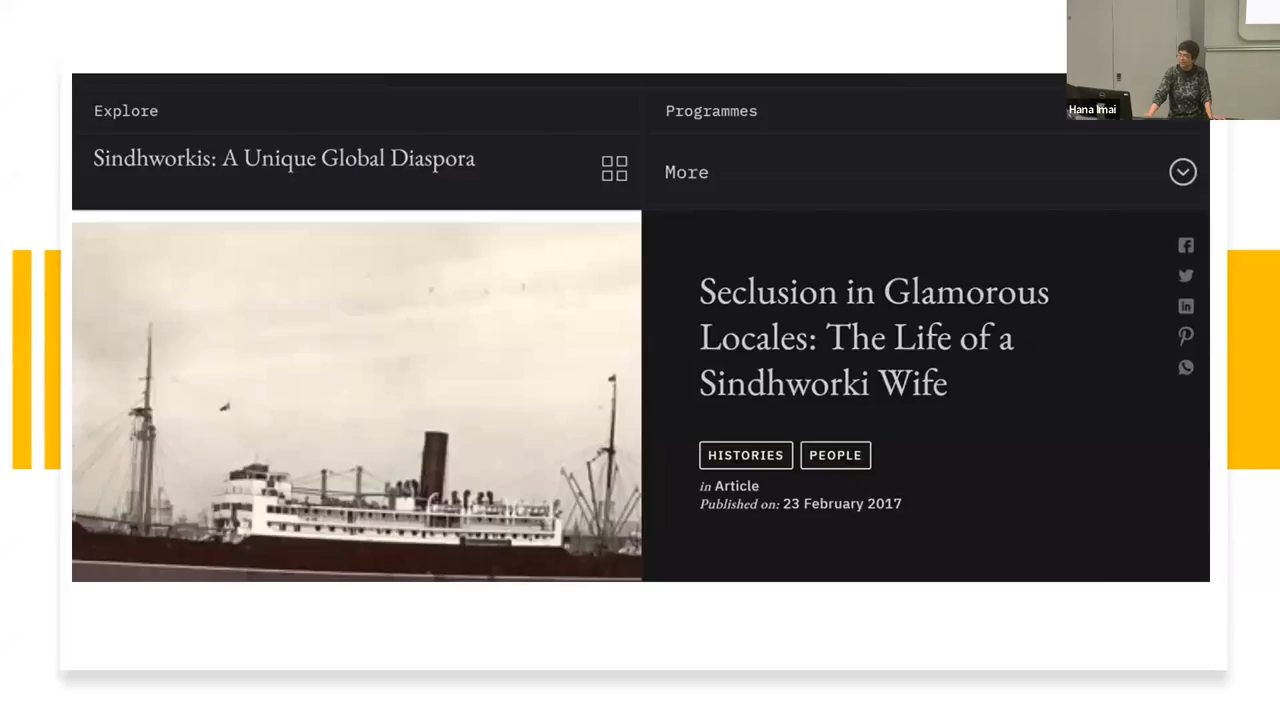 Explore
Programmes
Hana Imai
Sindhworkis: A Unique Global Diaspora
More
Seclusion in Glamorous
Locales: The Life of a
Sindhworki Wife
HISTORIES PEOPLE
in Article
Published on: 23 February 2017